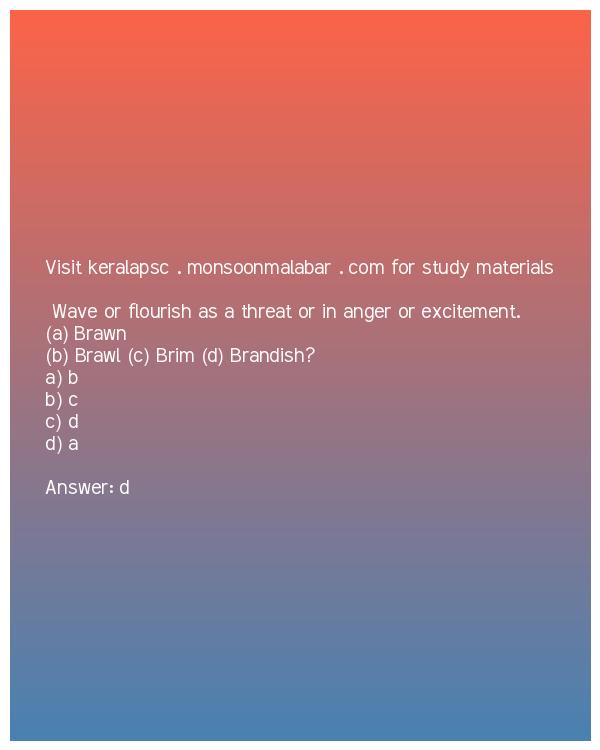 Visit keralapsc . monsoonmalabar . com for study materials
Wave or flourish as a threat or in anger or excitement.
(a) Brawn
(b) Brawl (c) Brim (d) Brandish?
a) b
b) c
c) d
d) a
Answer: d